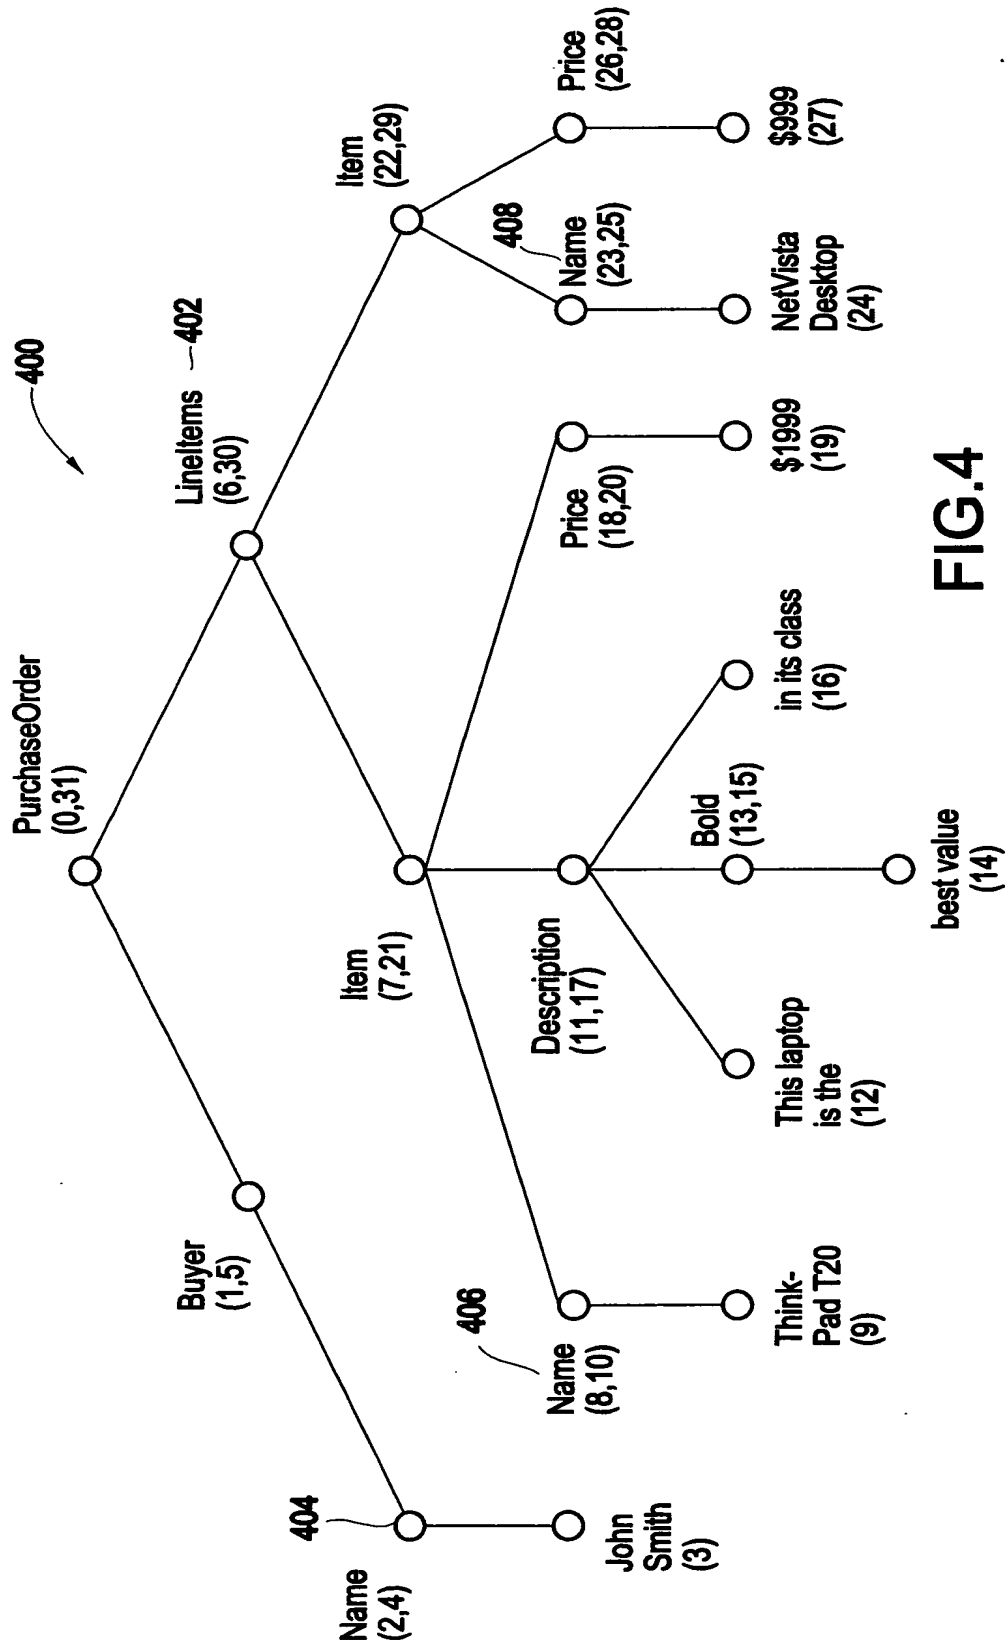 400
PurchaseOrder
(0,31)
Buyer
(1,5)
LineItems
(6,30)
402
Name
(2,4)
404
Item
(7,21)
Item
(22,29)
John
Smith
(3)
Name
(8,10)
406
Description
(11,17)
Price
(18,20)
Name
(23,25)
408
Price
(26,28)
Think-
Pad T20
(9)
This laptop
is the
(12)
Bold
(13,15)
in its class
(16)
$1999
(19)
NetVista
Desktop
(24)
$999
(27)
best value
(14)
FIG.4